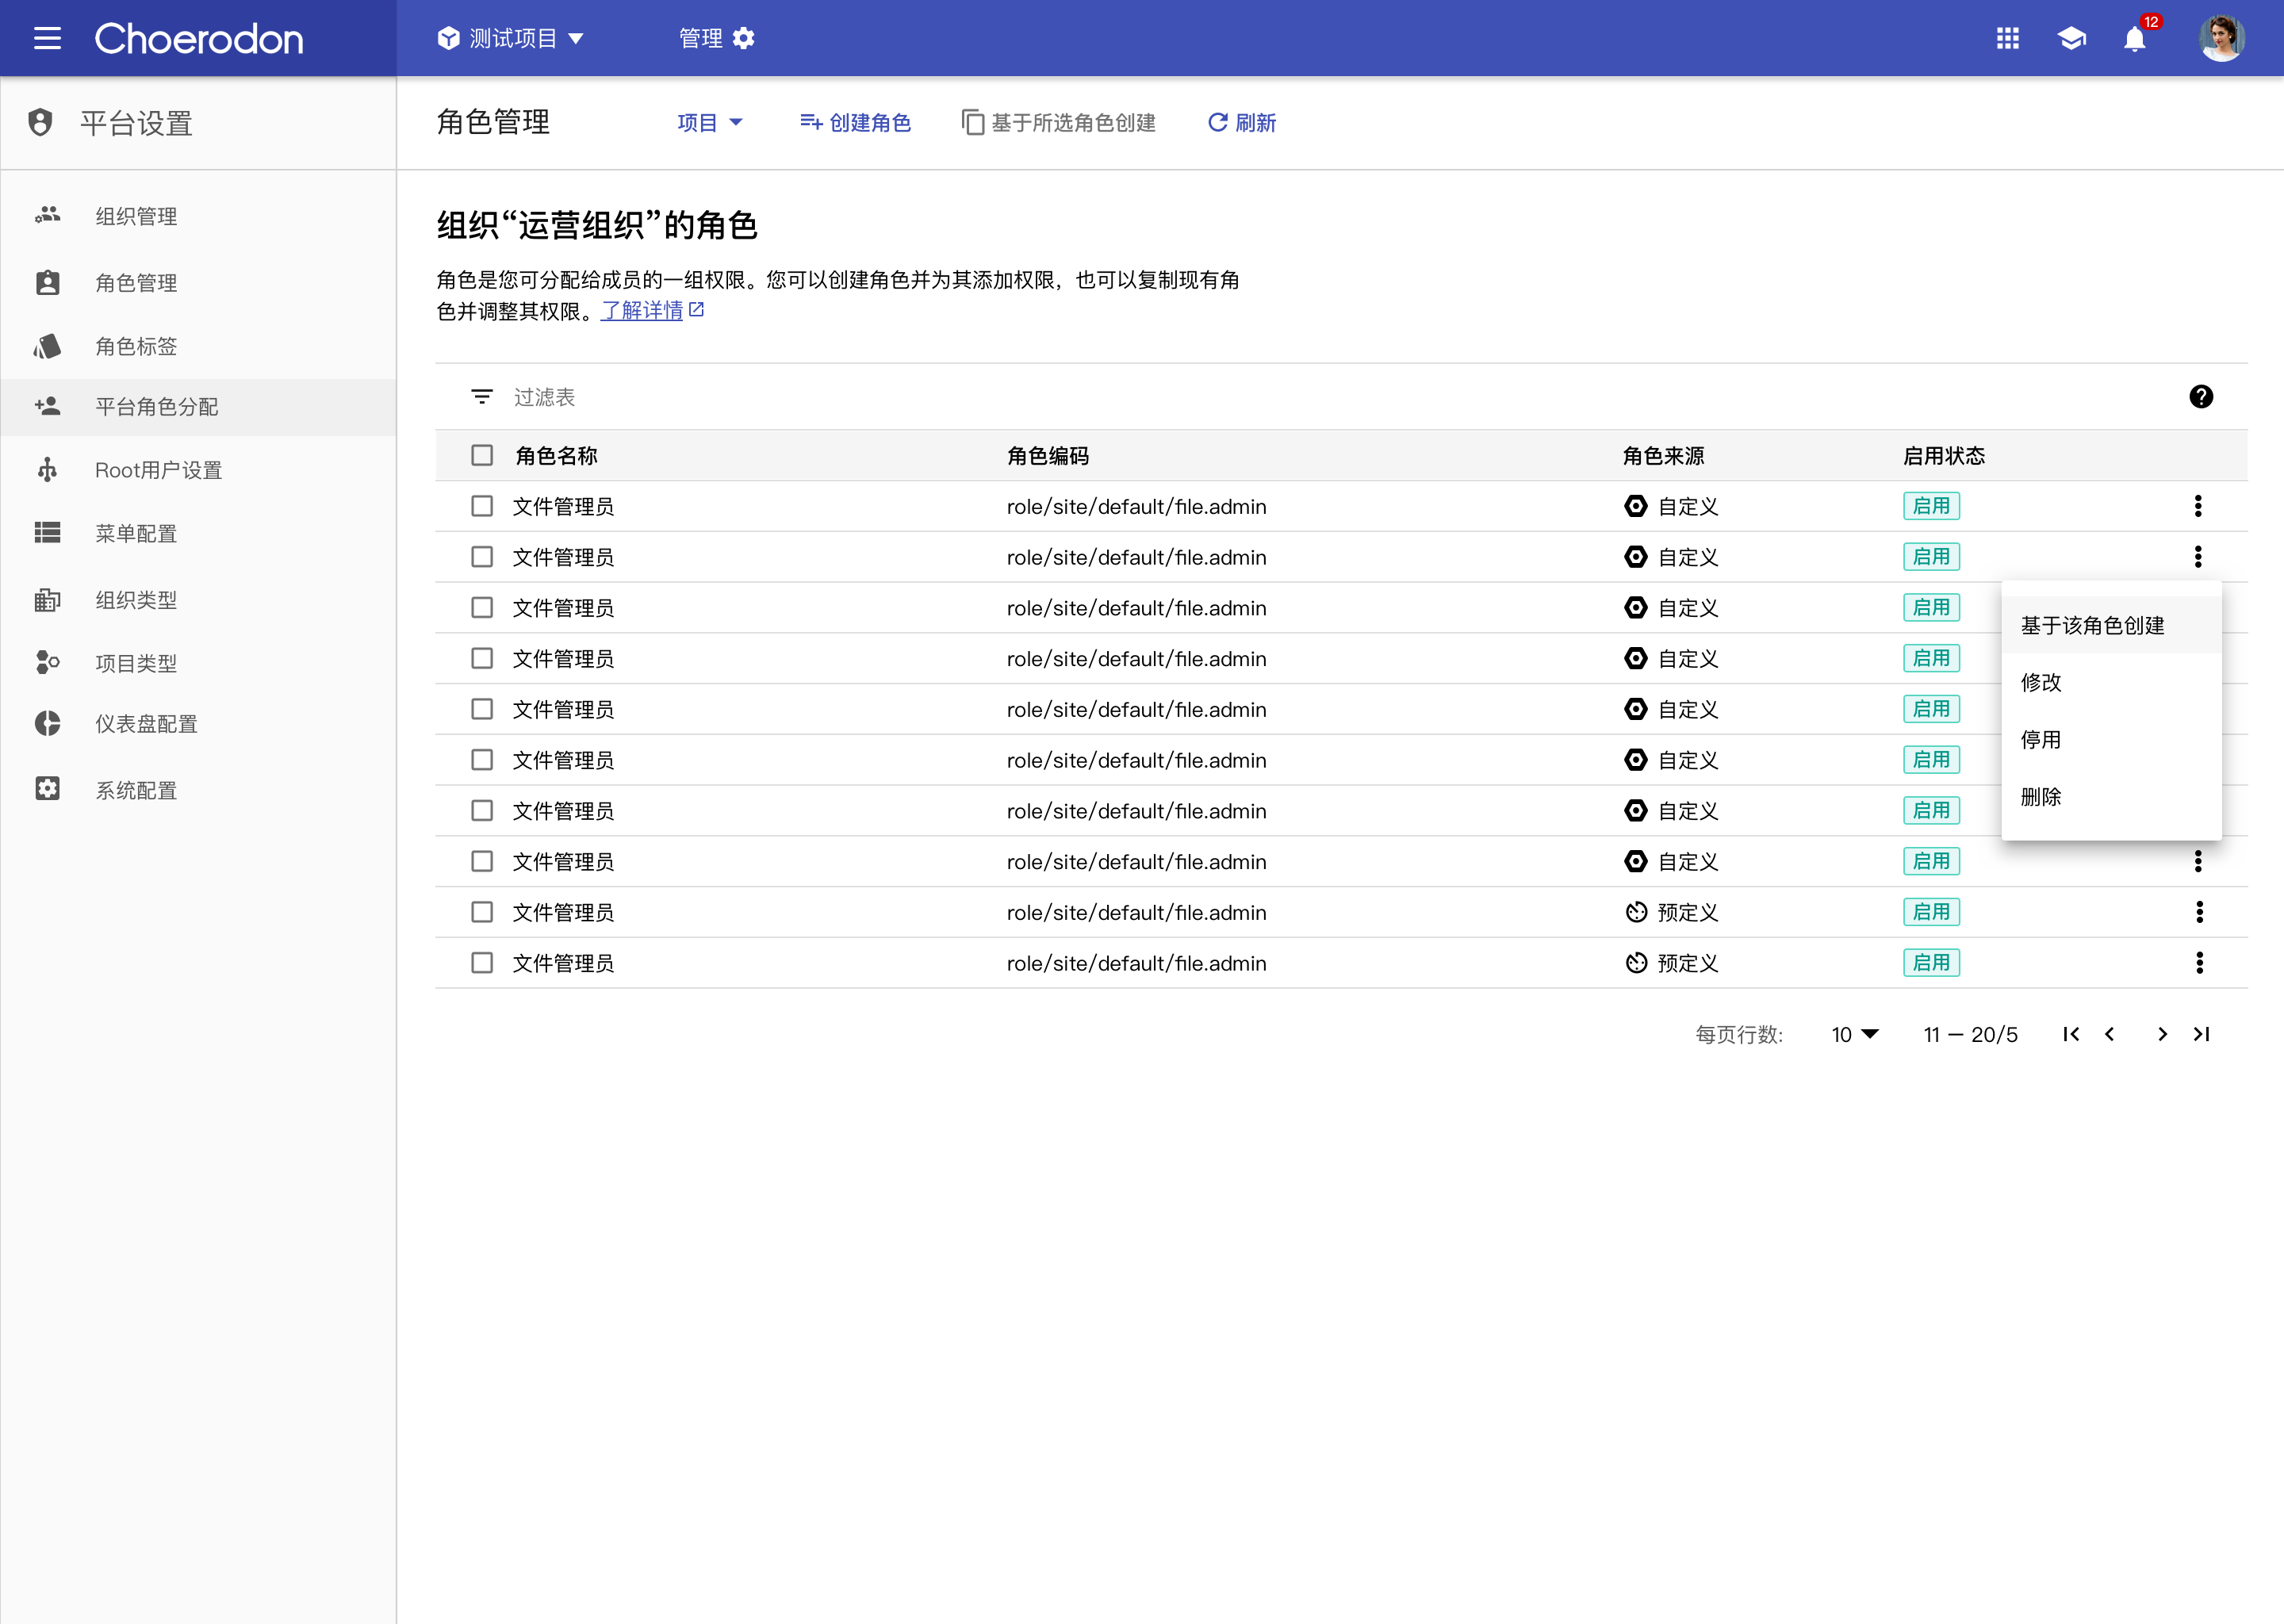 Choerodon
测试项目
管理
12
平台设置
组织管理
角色管理
角色标签
平台角色分配
Root用户设置
菜单配置
组织类型
项目类型
仪表盘配置
系统配置
角色管理
项目
创建角色
基于所选角色创建
刷新
组织“运营组织”的角色
角色是您可分配给成员的一组权限。您可以创建角色并为其添加权限，也可以复制现有角
色并调整其权限。了解详情
过滤表
角色名称 角色编码 角色来源 启用状态
文件管理员 role/site/default/file.admin 自定义 启用
文件管理员 role/site/default/file.admin 自定义 启用
文件管理员 role/site/default/file.admin 自定义 启用
文件管理员 role/site/default/file.admin 自定义 启用
文件管理员 role/site/default/file.admin 自定义 启用
文件管理员 role/site/default/file.admin 自定义 启用
文件管理员 role/site/default/file.admin 自定义 启用
文件管理员 role/site/default/file.admin 自定义 启用
文件管理员 role/site/default/file.admin 预定义 启用
文件管理员 role/site/default/file.admin 预定义 启用
基于该角色创建
修改
停用
删除
每页行数: 10 11 — 20/5